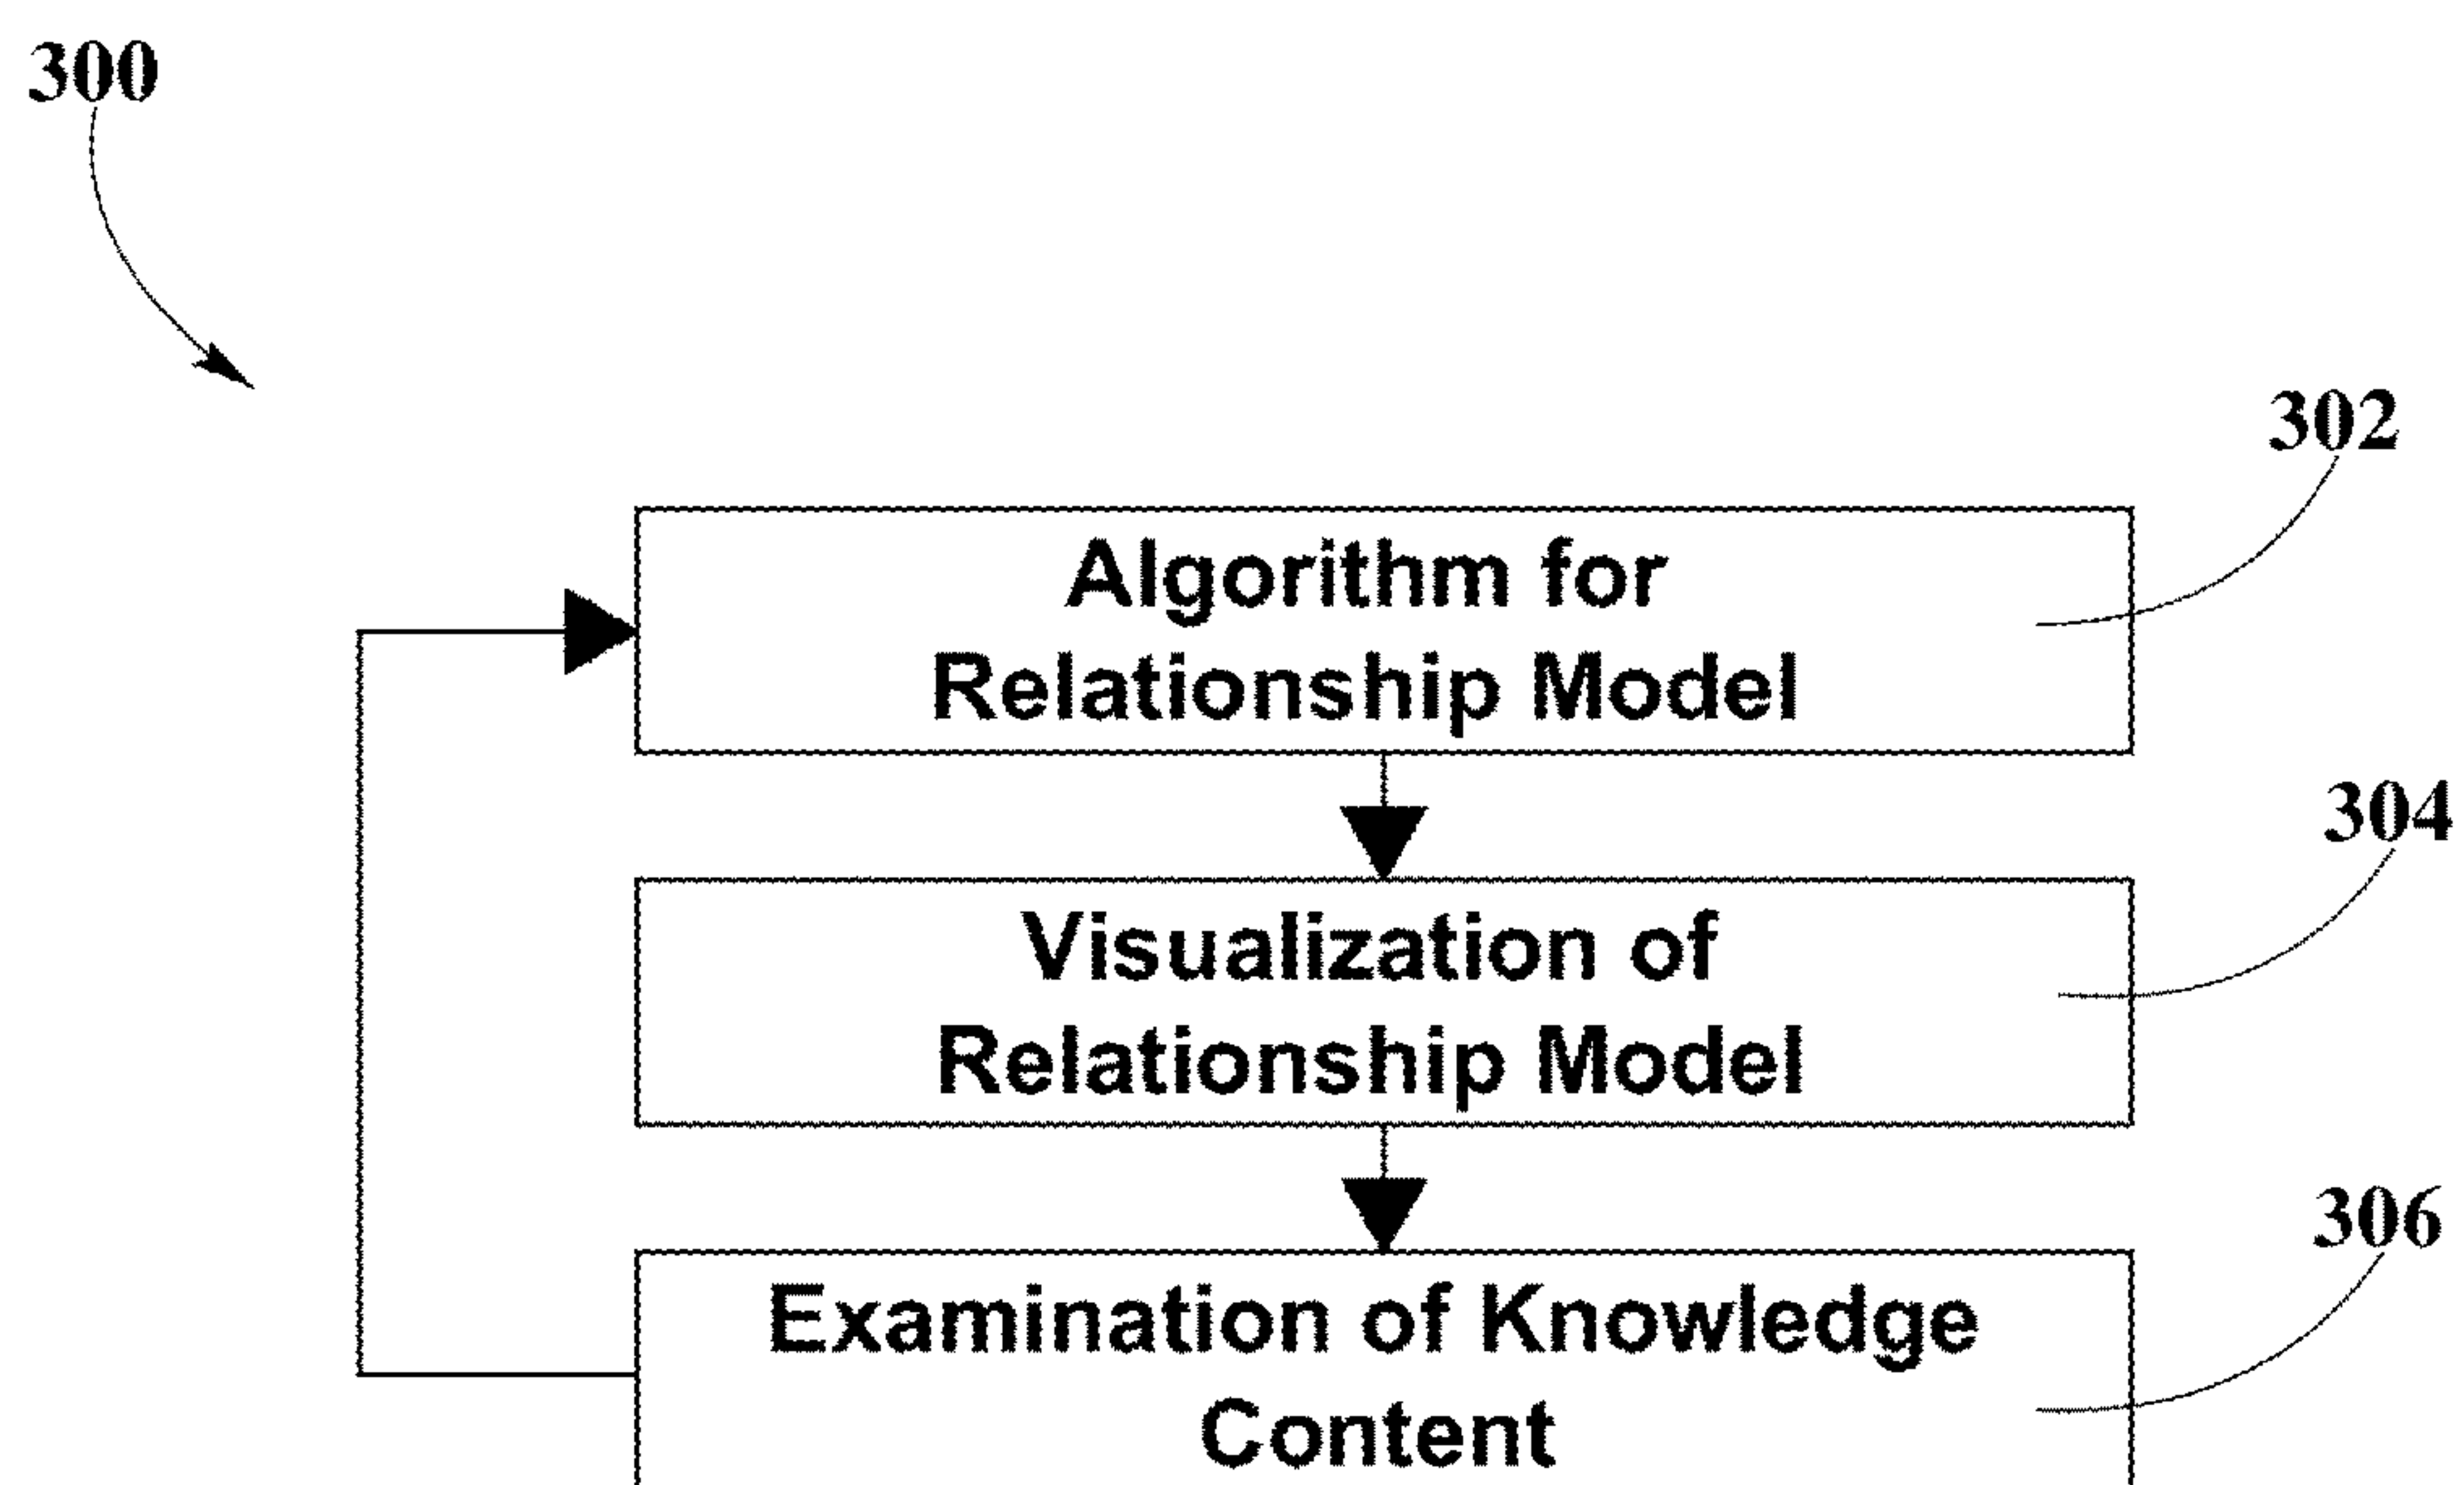 300
302
Algorithm for
Relationship Model
304
Visualization of
Relationship Model
306
Examination of Knowledge
Content